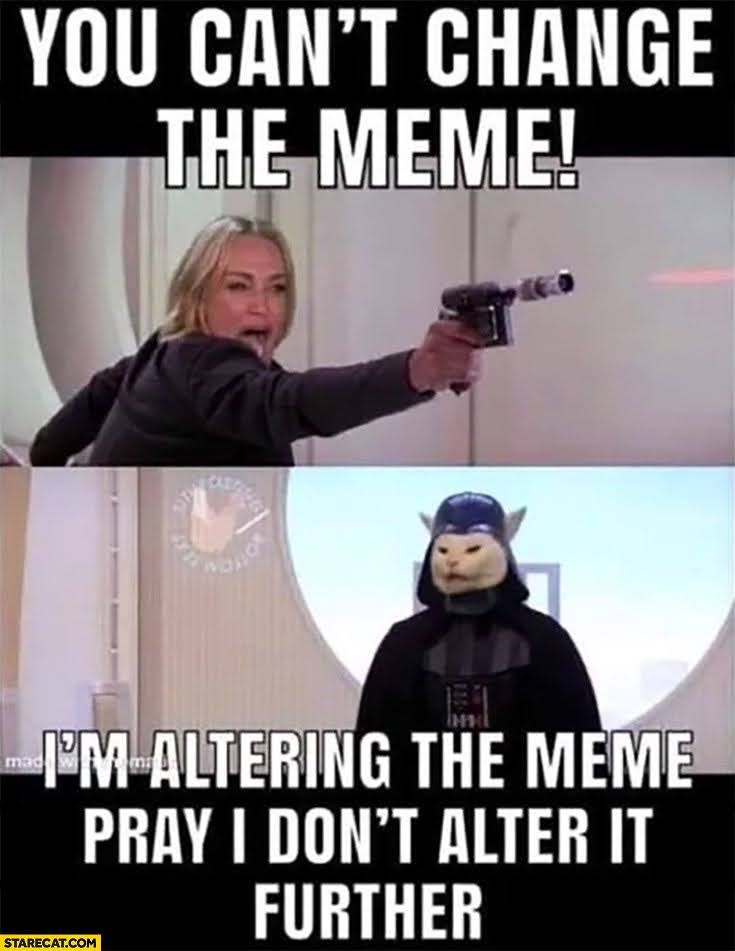 YOU CAN'T CHANGE
THE MEME!
I'M ALTERING THE MEME
PRAY I DON'T ALTER IT
FURTHER
STARECAT.COM